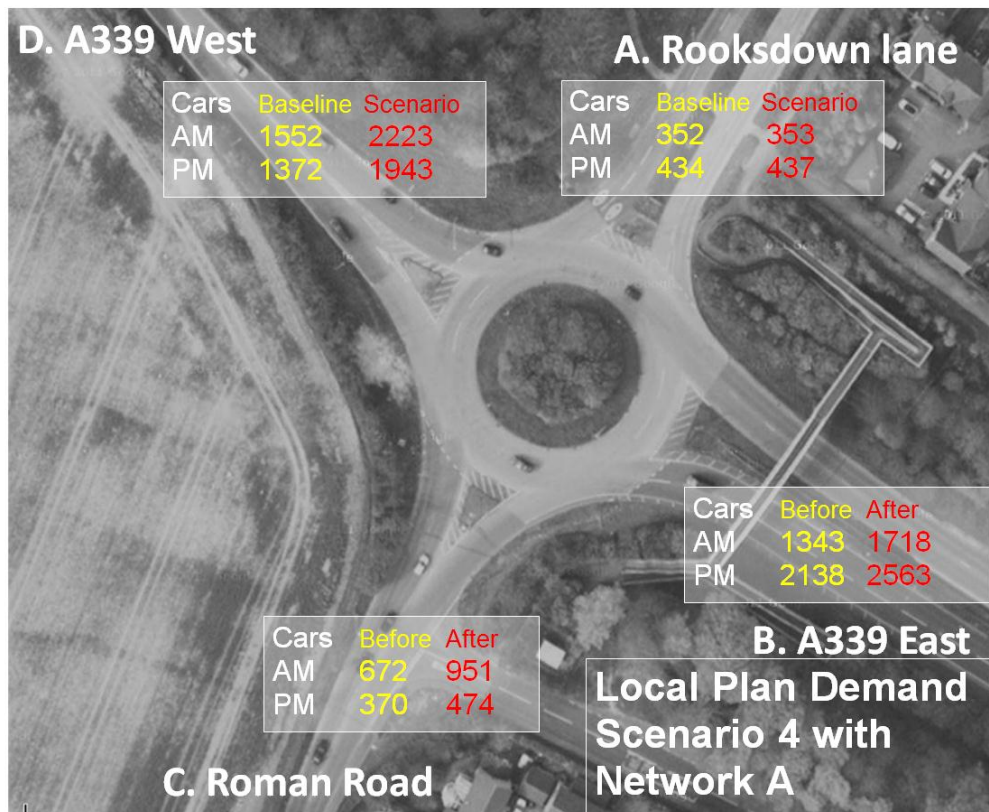 D. A339 West
Cars Baseline Scenario
AM 1552 2223
PM 1372 1943
A. Rooksdown lane
Cars Baseline Scenario
AM 352 353
PM 434 437
Cars Before After
AM 1343 1718
PM 2138 2563
B. A339 East
Cars Before After
AM 672 951
PM 370 474
C. Roman Road
Local Plan Demand
Scenario 4 with
Network A